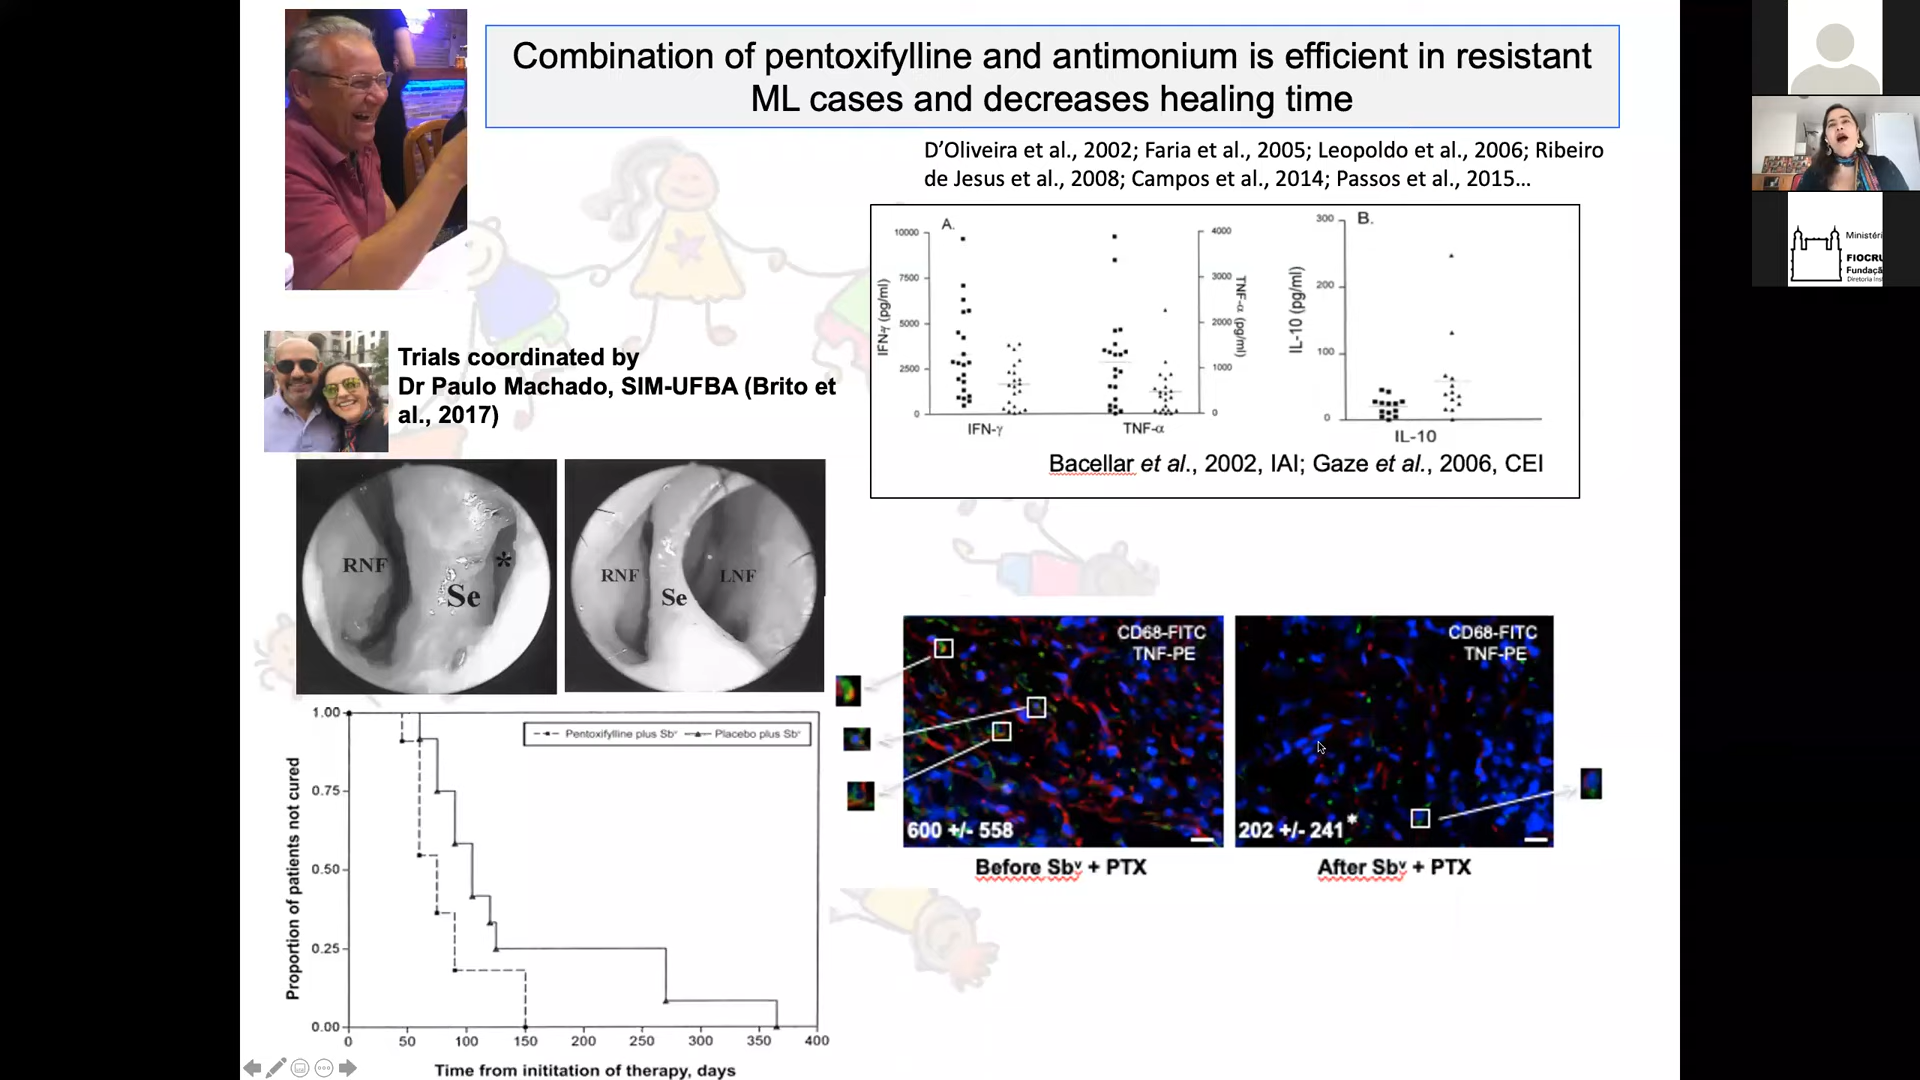 Combination of pentoxifylline and antimonium is efficient in resistant
ML cases and decreases healing time
D'Oliveira et al., 2002; Faria et al., 2005; Leopoldo et al., 2006; Ribeiro
de Jesus et al., 2008; Campos et al., 2014; Passos et al., 2015...
Trials coordinated by
Dr Paulo Machado, SIM-UFBA (Brito et
al., 2017)
A.
10000
7500
5000
2500
0
IFN-γ (pg/ml)
4000
3000
2000
1000
0
TNF-α (pg/ml)
IFN-γ
TNF-α
B.
300
200
100
0
IL-10 (pg/ml)
IL-10
Bacellar et al., 2002, IAI; Gaze et al., 2006, CEI
RNF
Se
*
RNF
Se
LNF
1.00
0.75
0.50
0.25
0.00
Proportion of patients not cured
Pentoxifylline plus Sbᵛ
Placebo plus Sbᵛ
0 50 100 150 200 250 300 350 400
Time from inititation of therapy, days
CD68-FITC
TNF-PE
600 +/- 558
Before Sbᵛ + PTX
CD68-FITC
TNF-PE
202 +/- 241*
After Sbᵛ + PTX
Ministéri
FIOCRU
Fundaçã
Diretoria Ins